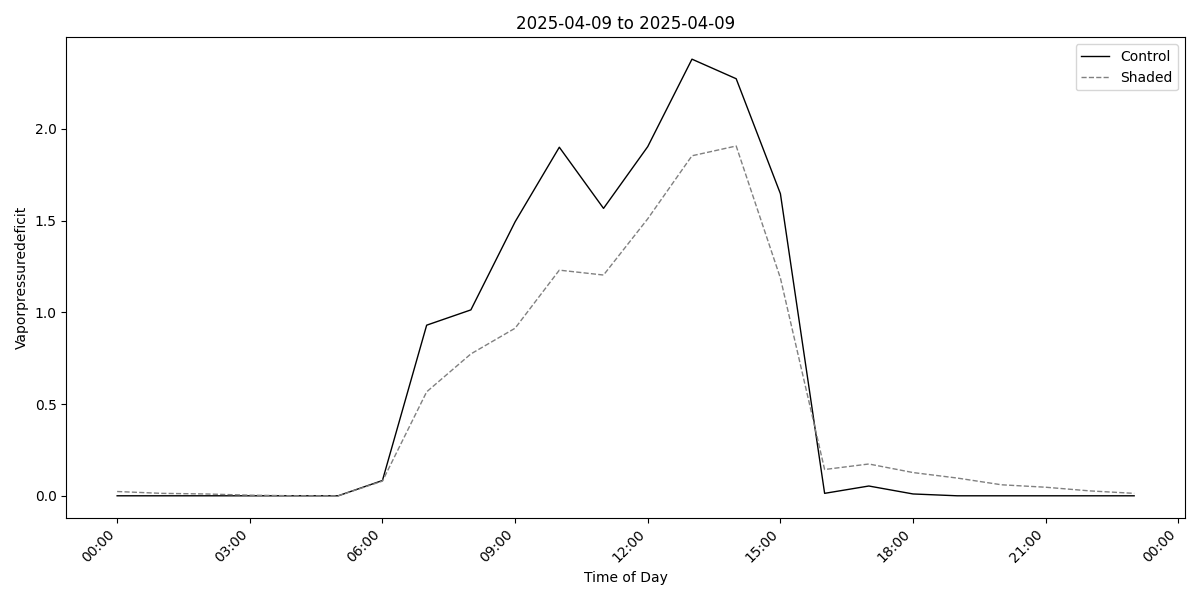 2025-04-09 to 2025-04-09
Control
Shaded
Vaporpressuredeficit
2.0
1.5
1.0
0.5
0.0
00:00
03:00
06:00
09:00
12:00
15:00
18:00
21:00
00:00
Time of Day